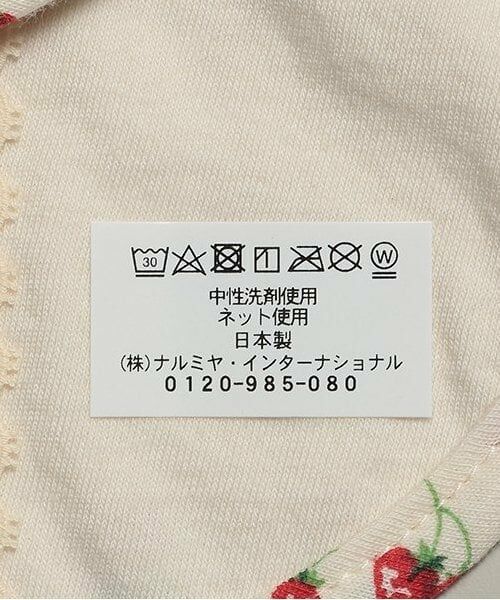 30
W
中性洗剤使用
ネット使用
日本製
(株)ナルミヤ・インターナショナル
0120-985-080